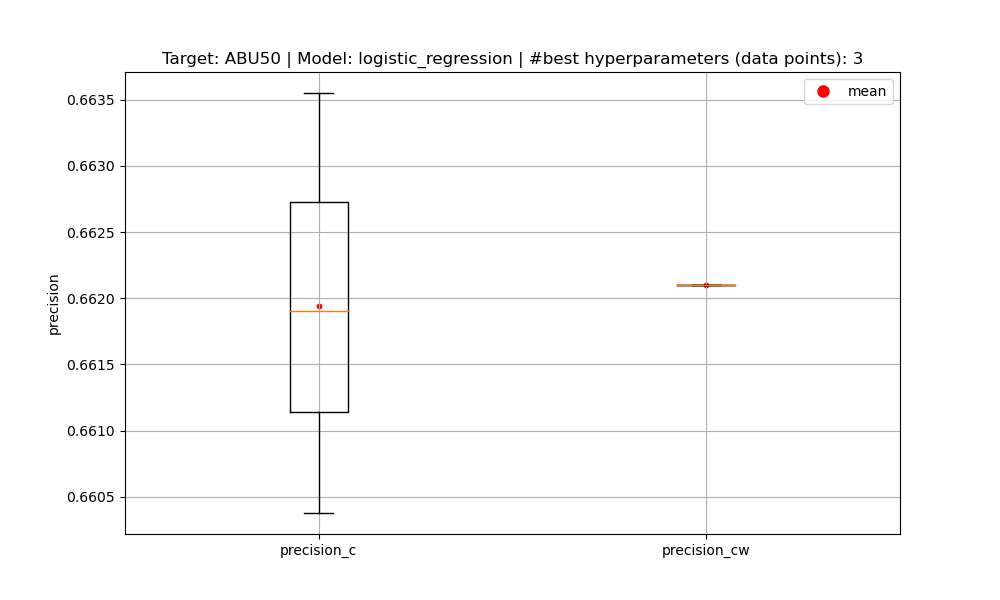 Target: ABU50 | Model: logistic_regression | #best hyperparameters (data points): 3
mean
0.6635
0.6630
0.6625
0.6620
0.6615
0.6610
0.6605
precision
precision_c
precision_cw